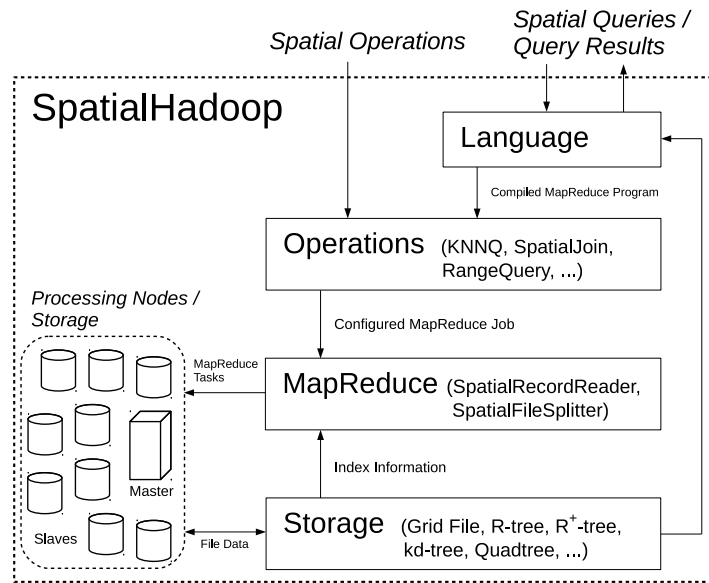 Spatial Operations
Spatial Queries /
Query Results
SpatialHadoop
Language
Compiled MapReduce Program
Operations (KNNQ, SpatialJoin,
RangeQuery, ...)
Processing Nodes /
Storage
Configured MapReduce Job
MapReduce
Tasks
MapReduce (SpatialRecordReader,
SpatialFileSplitter)
Master
Index Information
Slaves
File Data
Storage (Grid File, R-tree, R⁺-tree,
kd-tree, Quadtree, ...)